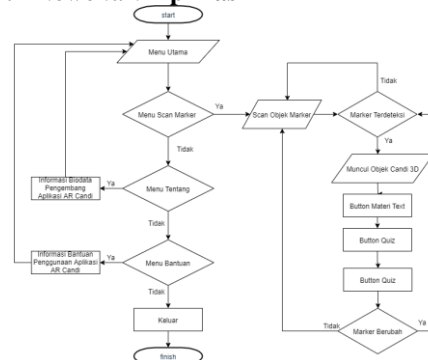 start
Menu Utama
Menu Scan Marker
Ya
Scan Objek Marker
Tidak
Marker Terdeteksi
Ya
Tidak
Muncul Objek Candi 3D
Informasi Biodata
Pengembang
Aplikasi AR Candi
Ya
Menu Tentang
Button Materi Text
Tidak
Button Quiz
Informasi Bantuan
Penggunaan Aplikasi
AR Candi
Ya
Menu Bantuan
Button Quiz
Tidak
Keluar
Tidak
Marker Berubah
Ya
finish